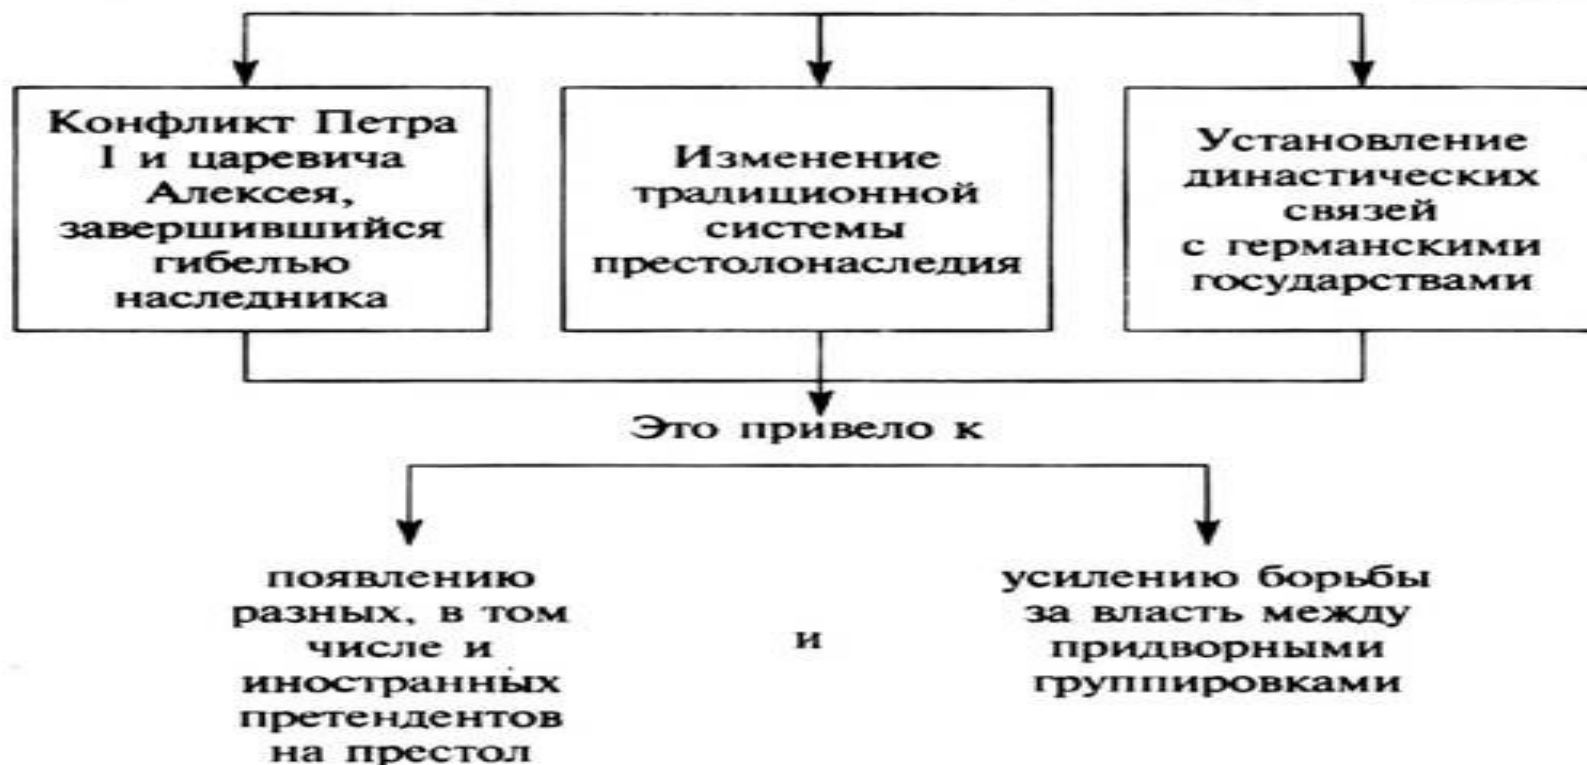 Конфликт Петра
I и царевича
Алексея,
завершившийся
гибелью
наследника
Изменение
традиционной
системы
престолонаследия
Установление
династических
связей
с германскими
государствами
Это привело к
появлению
разных, в том
числе и
иностранных
претендентов
на престол
и
усилению борьбы
за власть между
придворными
группировками